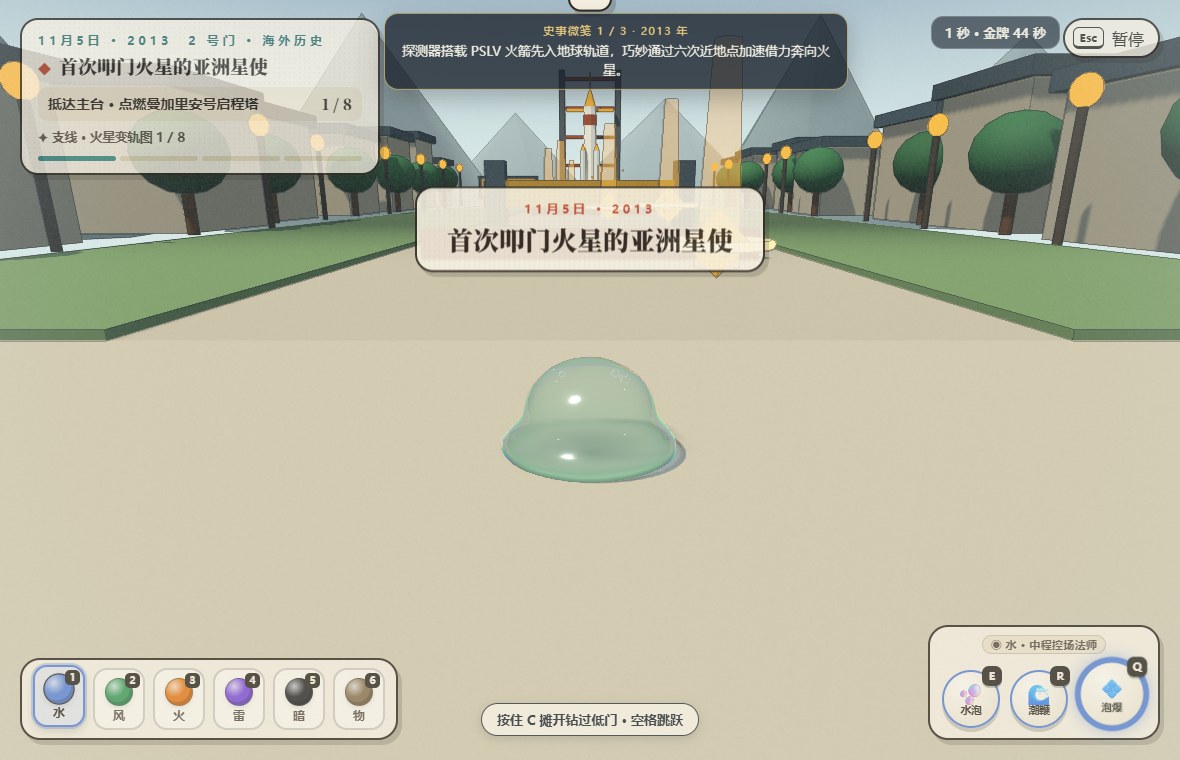 11月5日 • 2013 2 号门 • 海外历史
首次叩门火星的亚洲星使
抵达主台 • 点燃曼加里安号启程塔 1 / 8
支线 • 火星变轨图 1 / 8
史事微笺 1 / 3 · 2013 年
探测器搭载 PSLV 火箭先入地球轨道，巧妙通过六次近地点加速借力奔向火
星。
1 秒 • 金牌 44 秒
Esc 暂停
11月5日 • 2013
首次叩门火星的亚洲星使
1 水
2 风
3 火
4 雷
5 暗
6 物
按住 C 摊开钻过低门 • 空格跳跃
水 • 中程控场法师
E 水泡
R 潮鞭
Q 泡爆